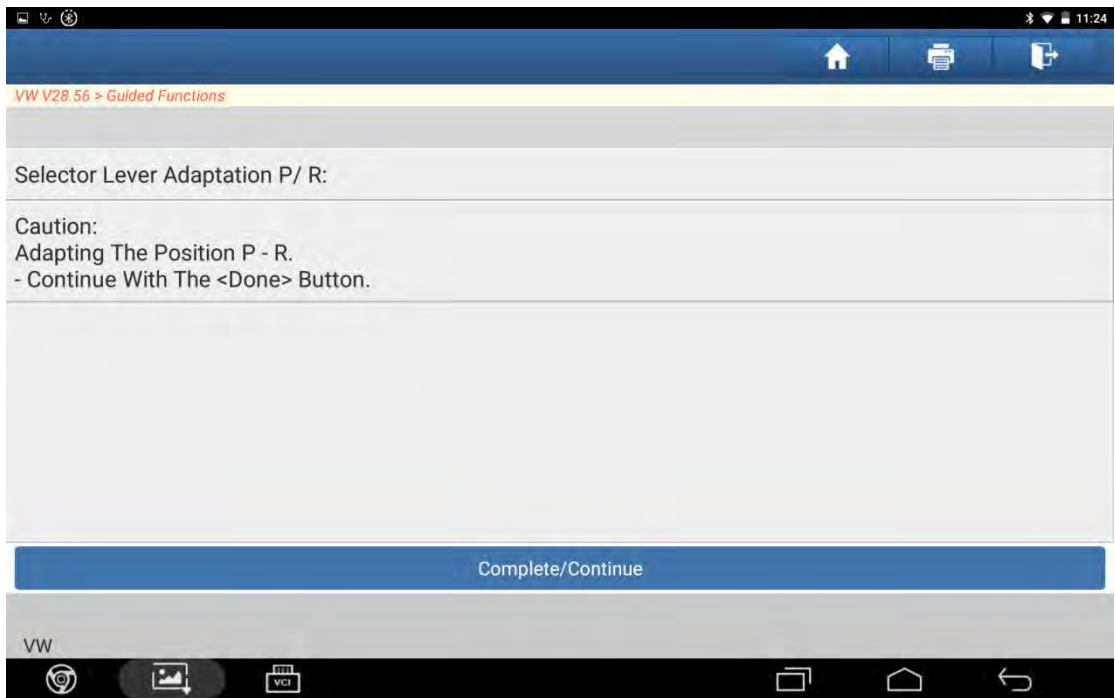 11:24
VW V28.56 > Guided Functions
Selector Lever Adaptation P/ R:
Caution:
Adapting The Position P - R.
- Continue With The <Done> Button.
Complete/Continue
VW
VCI